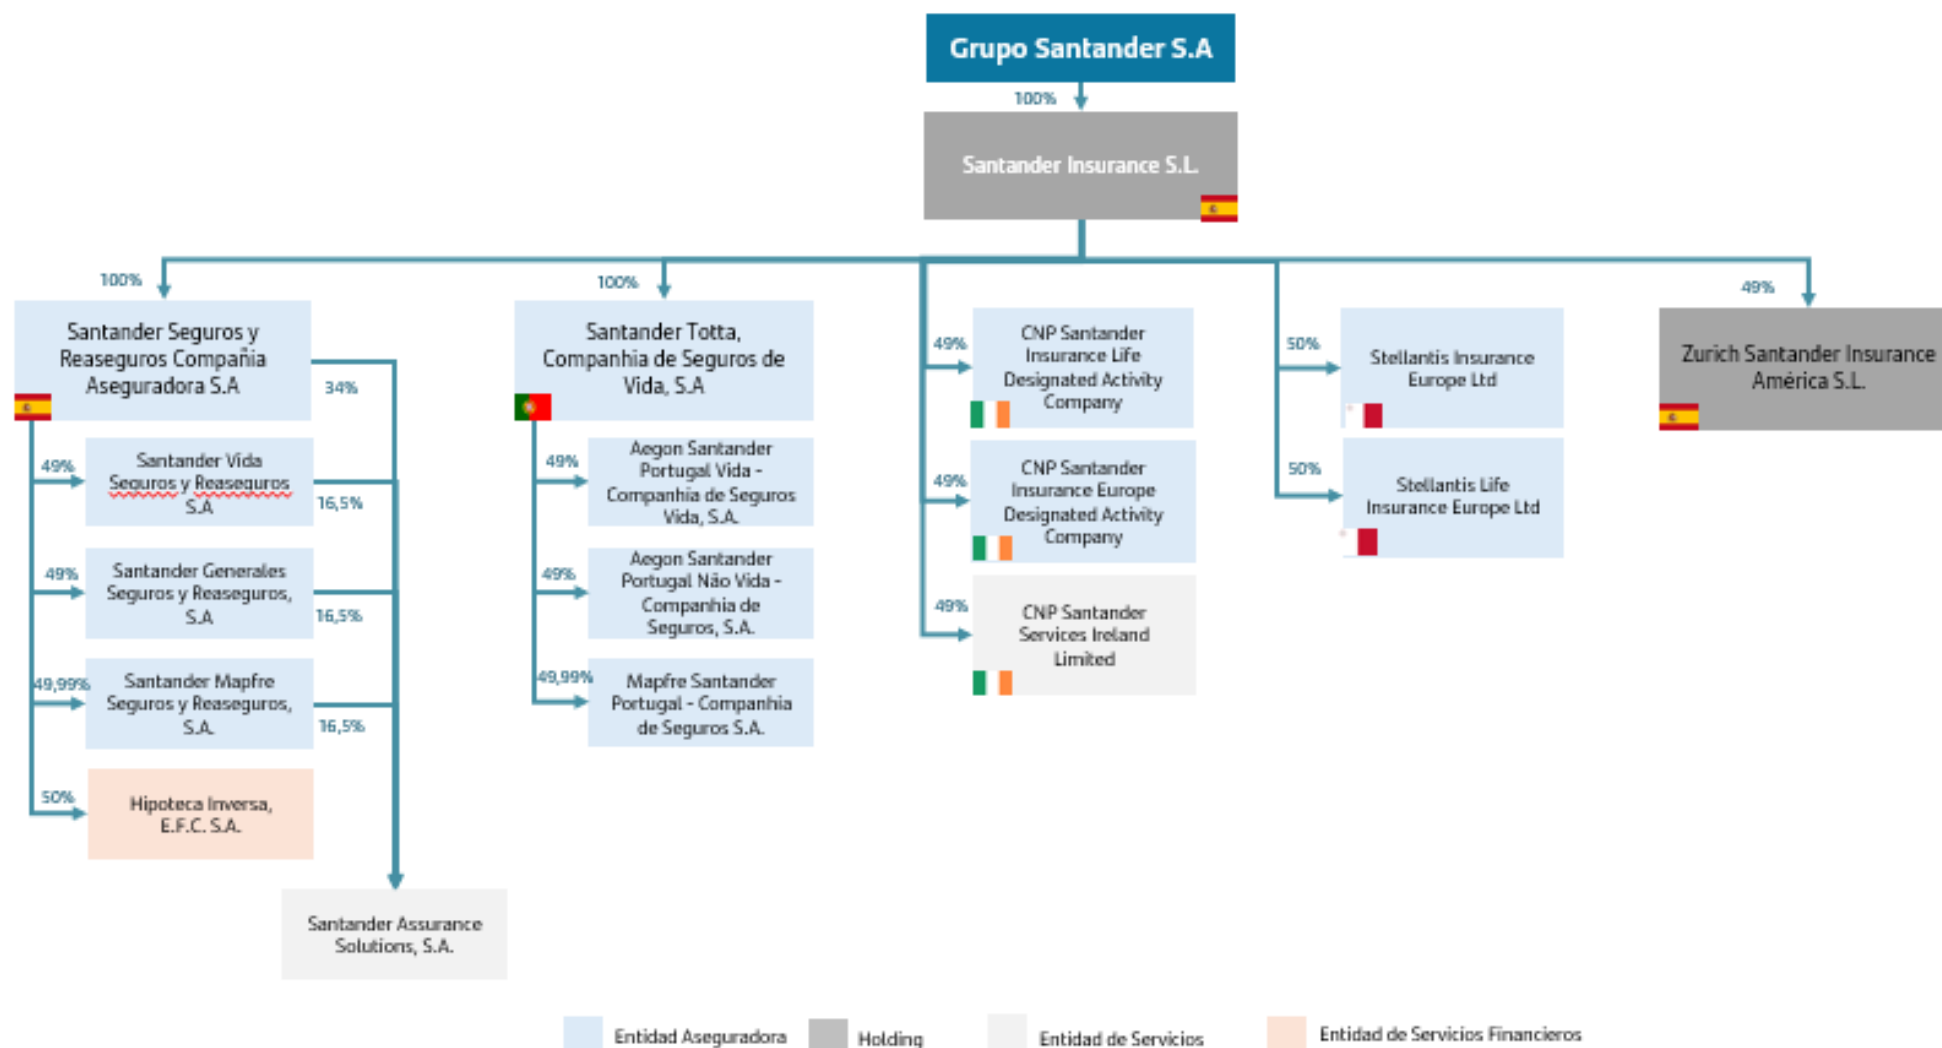 Grupo Santander S.A
100%
Santander Insurance S.L.
100%
Santander Seguros y
Reaseguros Compañia
Aseguradora S.A
34%
49%
Santander Vida
Seguros y Reaseguros
S.A
16,5%
49%
Santander Generales
Seguros y Reaseguros,
S.A
16,5%
49,99%
Santander Mapfre
Seguros y Reaseguros,
S.A.
16,5%
50%
Hipoteca Inversa,
E.F.C. S.A.
Santander Assurance
Solutions, S.A.
100%
Santander Totta,
Companhia de Seguros de
Vida, S.A
49%
Aegon Santander
Portugal Vida -
Companhia de Seguros
Vida, S.A.
49%
Aegon Santander
Portugal Não Vida -
Companhia de
Seguros, S.A.
49,99%
Mapfre Santander
Portugal - Companhia
de Seguros S.A.
49%
CNP Santander
Insurance Life
Designated Activity
Company
49%
CNP Santander
Insurance Europe
Designated Activity
Company
49%
CNP Santander
Services Ireland
Limited
50%
Stellantis Insurance
Europe Ltd
50%
Stellantis Life
Insurance Europe Ltd
49%
Zurich Santander Insurance
América S.L.
Entidad Aseguradora
Holding
Entidad de Servicios
Entidad de Servicios Financieros